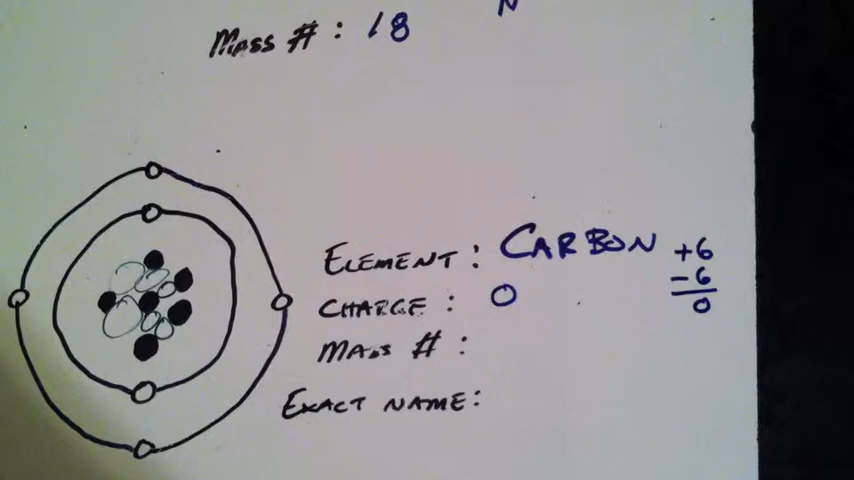 N
MASS # : 18
ELEMENT : CARBON +6
-6
CHARGE : 0
0
MASS # :
EXACT NAME: